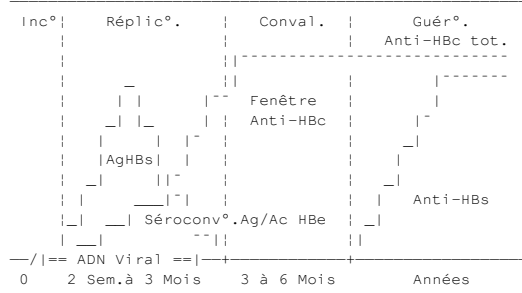 Inc° Réplic°. Conval. Guér°.
Anti-HBc tot.
Fenêtre
Anti-HBc
AgHBs
Anti-HBs
Séroconv°.Ag/Ac HBe
== ADN Viral ==
0 2 Sem.à 3 Mois 3 à 6 Mois Années